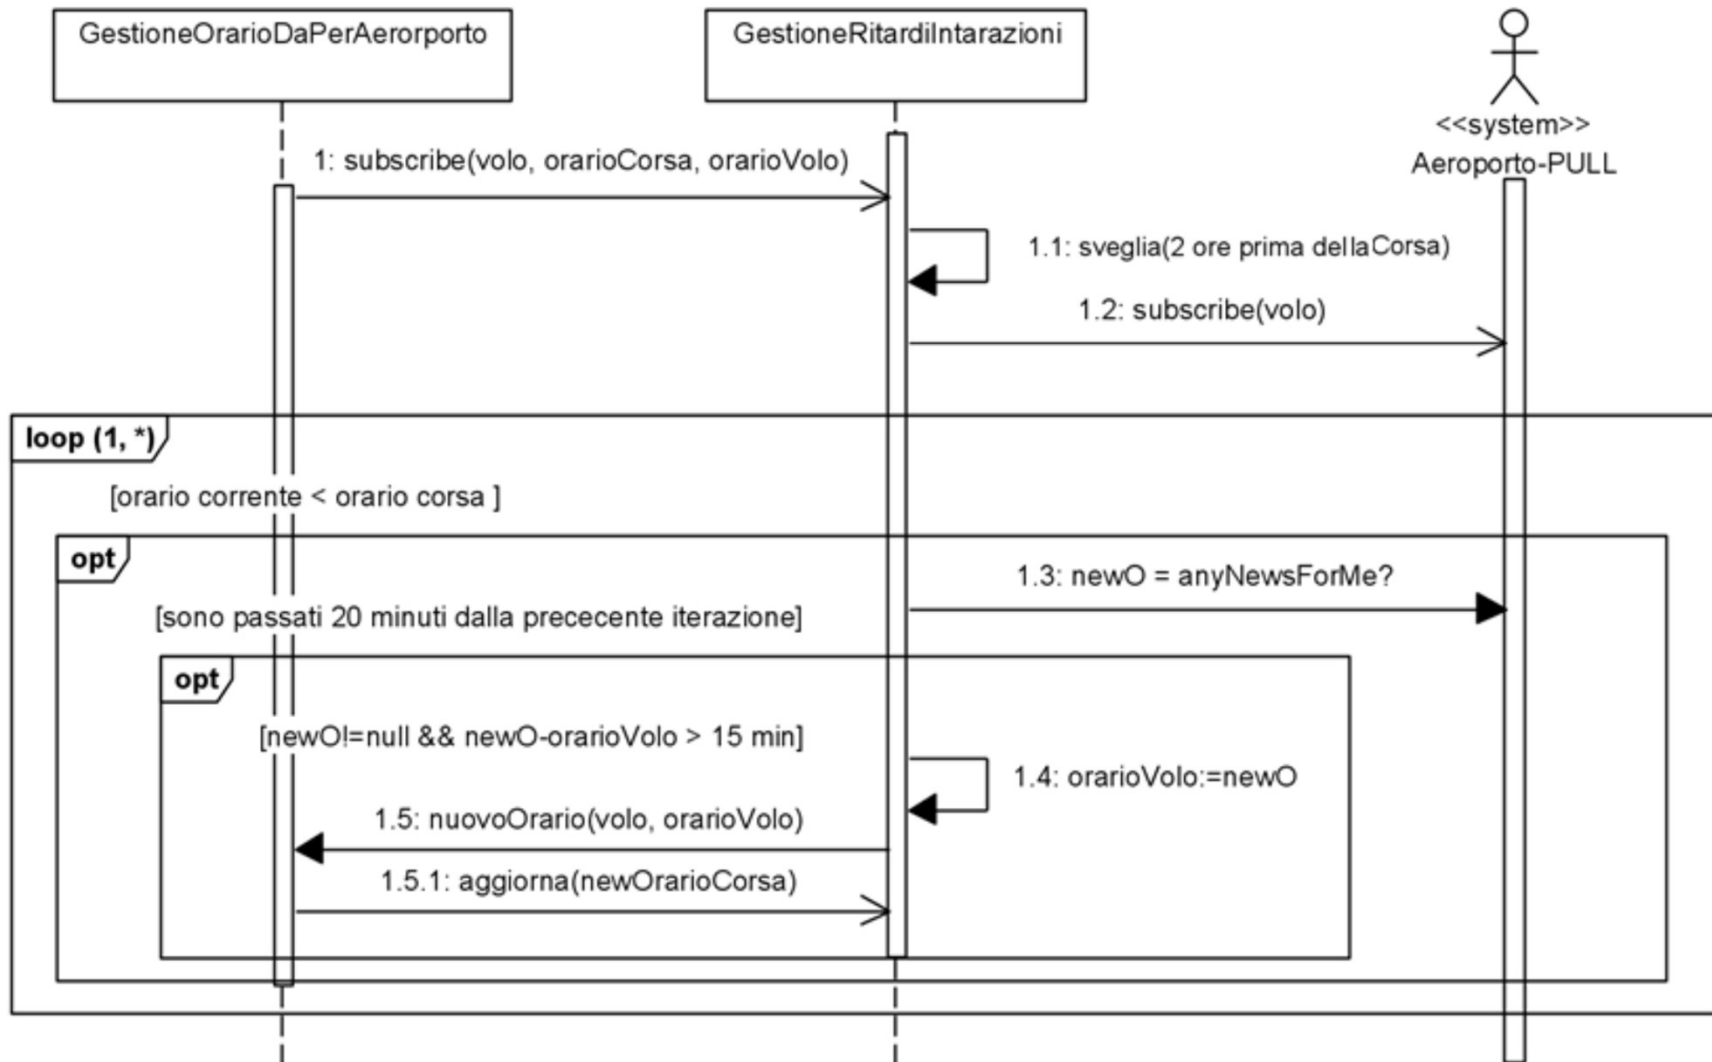 GestioneOrarioDaPerAerorporto
GestioneRitardiIntarazioni
<<system>>
Aeroporto-PULL
1: subscribe(volo, orarioCorsa, orarioVolo)
1.1: sveglia(2 ore prima dellaCorsa)
1.2: subscribe(volo)
loop (1, *)
[orario corrente < orario corsa ]
opt
1.3: newO = anyNewsForMe?
[sono passati 20 minuti dalla prececente iterazione]
opt
[newO!=null && newO-orarioVolo > 15 min]
1.4: orarioVolo:=newO
1.5: nuovoOrario(volo, orarioVolo)
1.5.1: aggiorna(newOrarioCorsa)